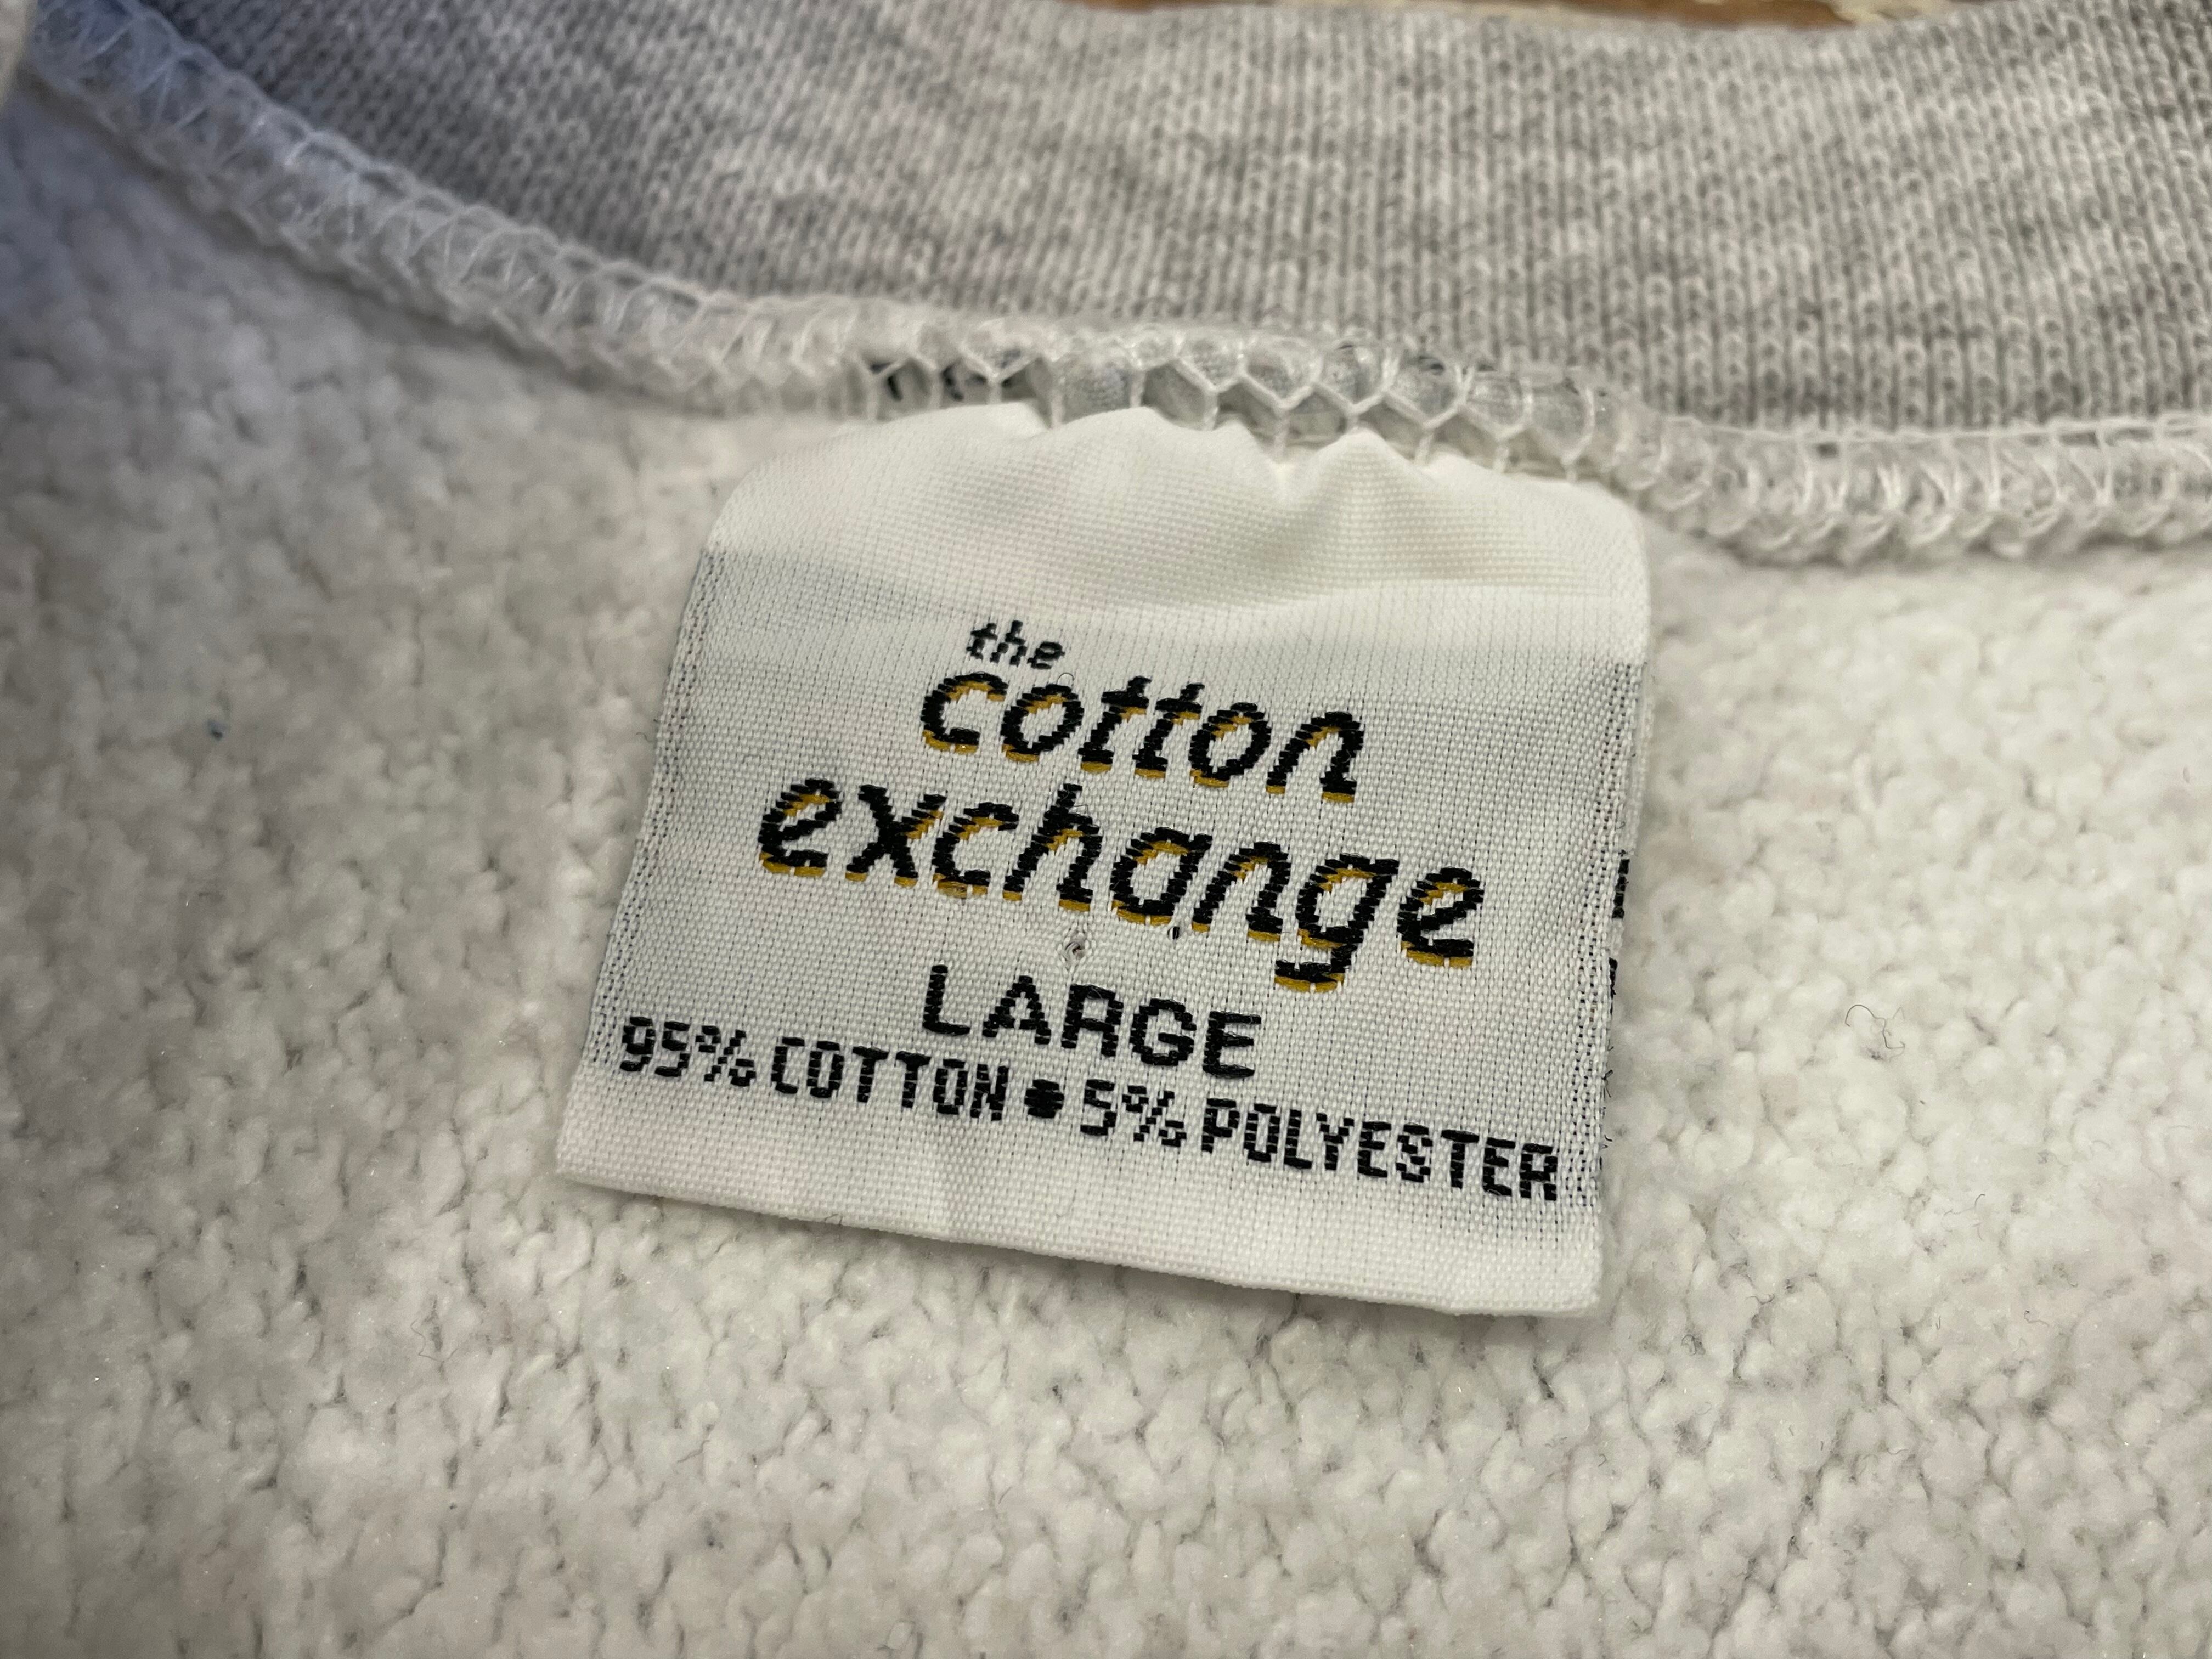 the
cotton
exchange
LARGE
95% COTTON • 5% POLYESTER